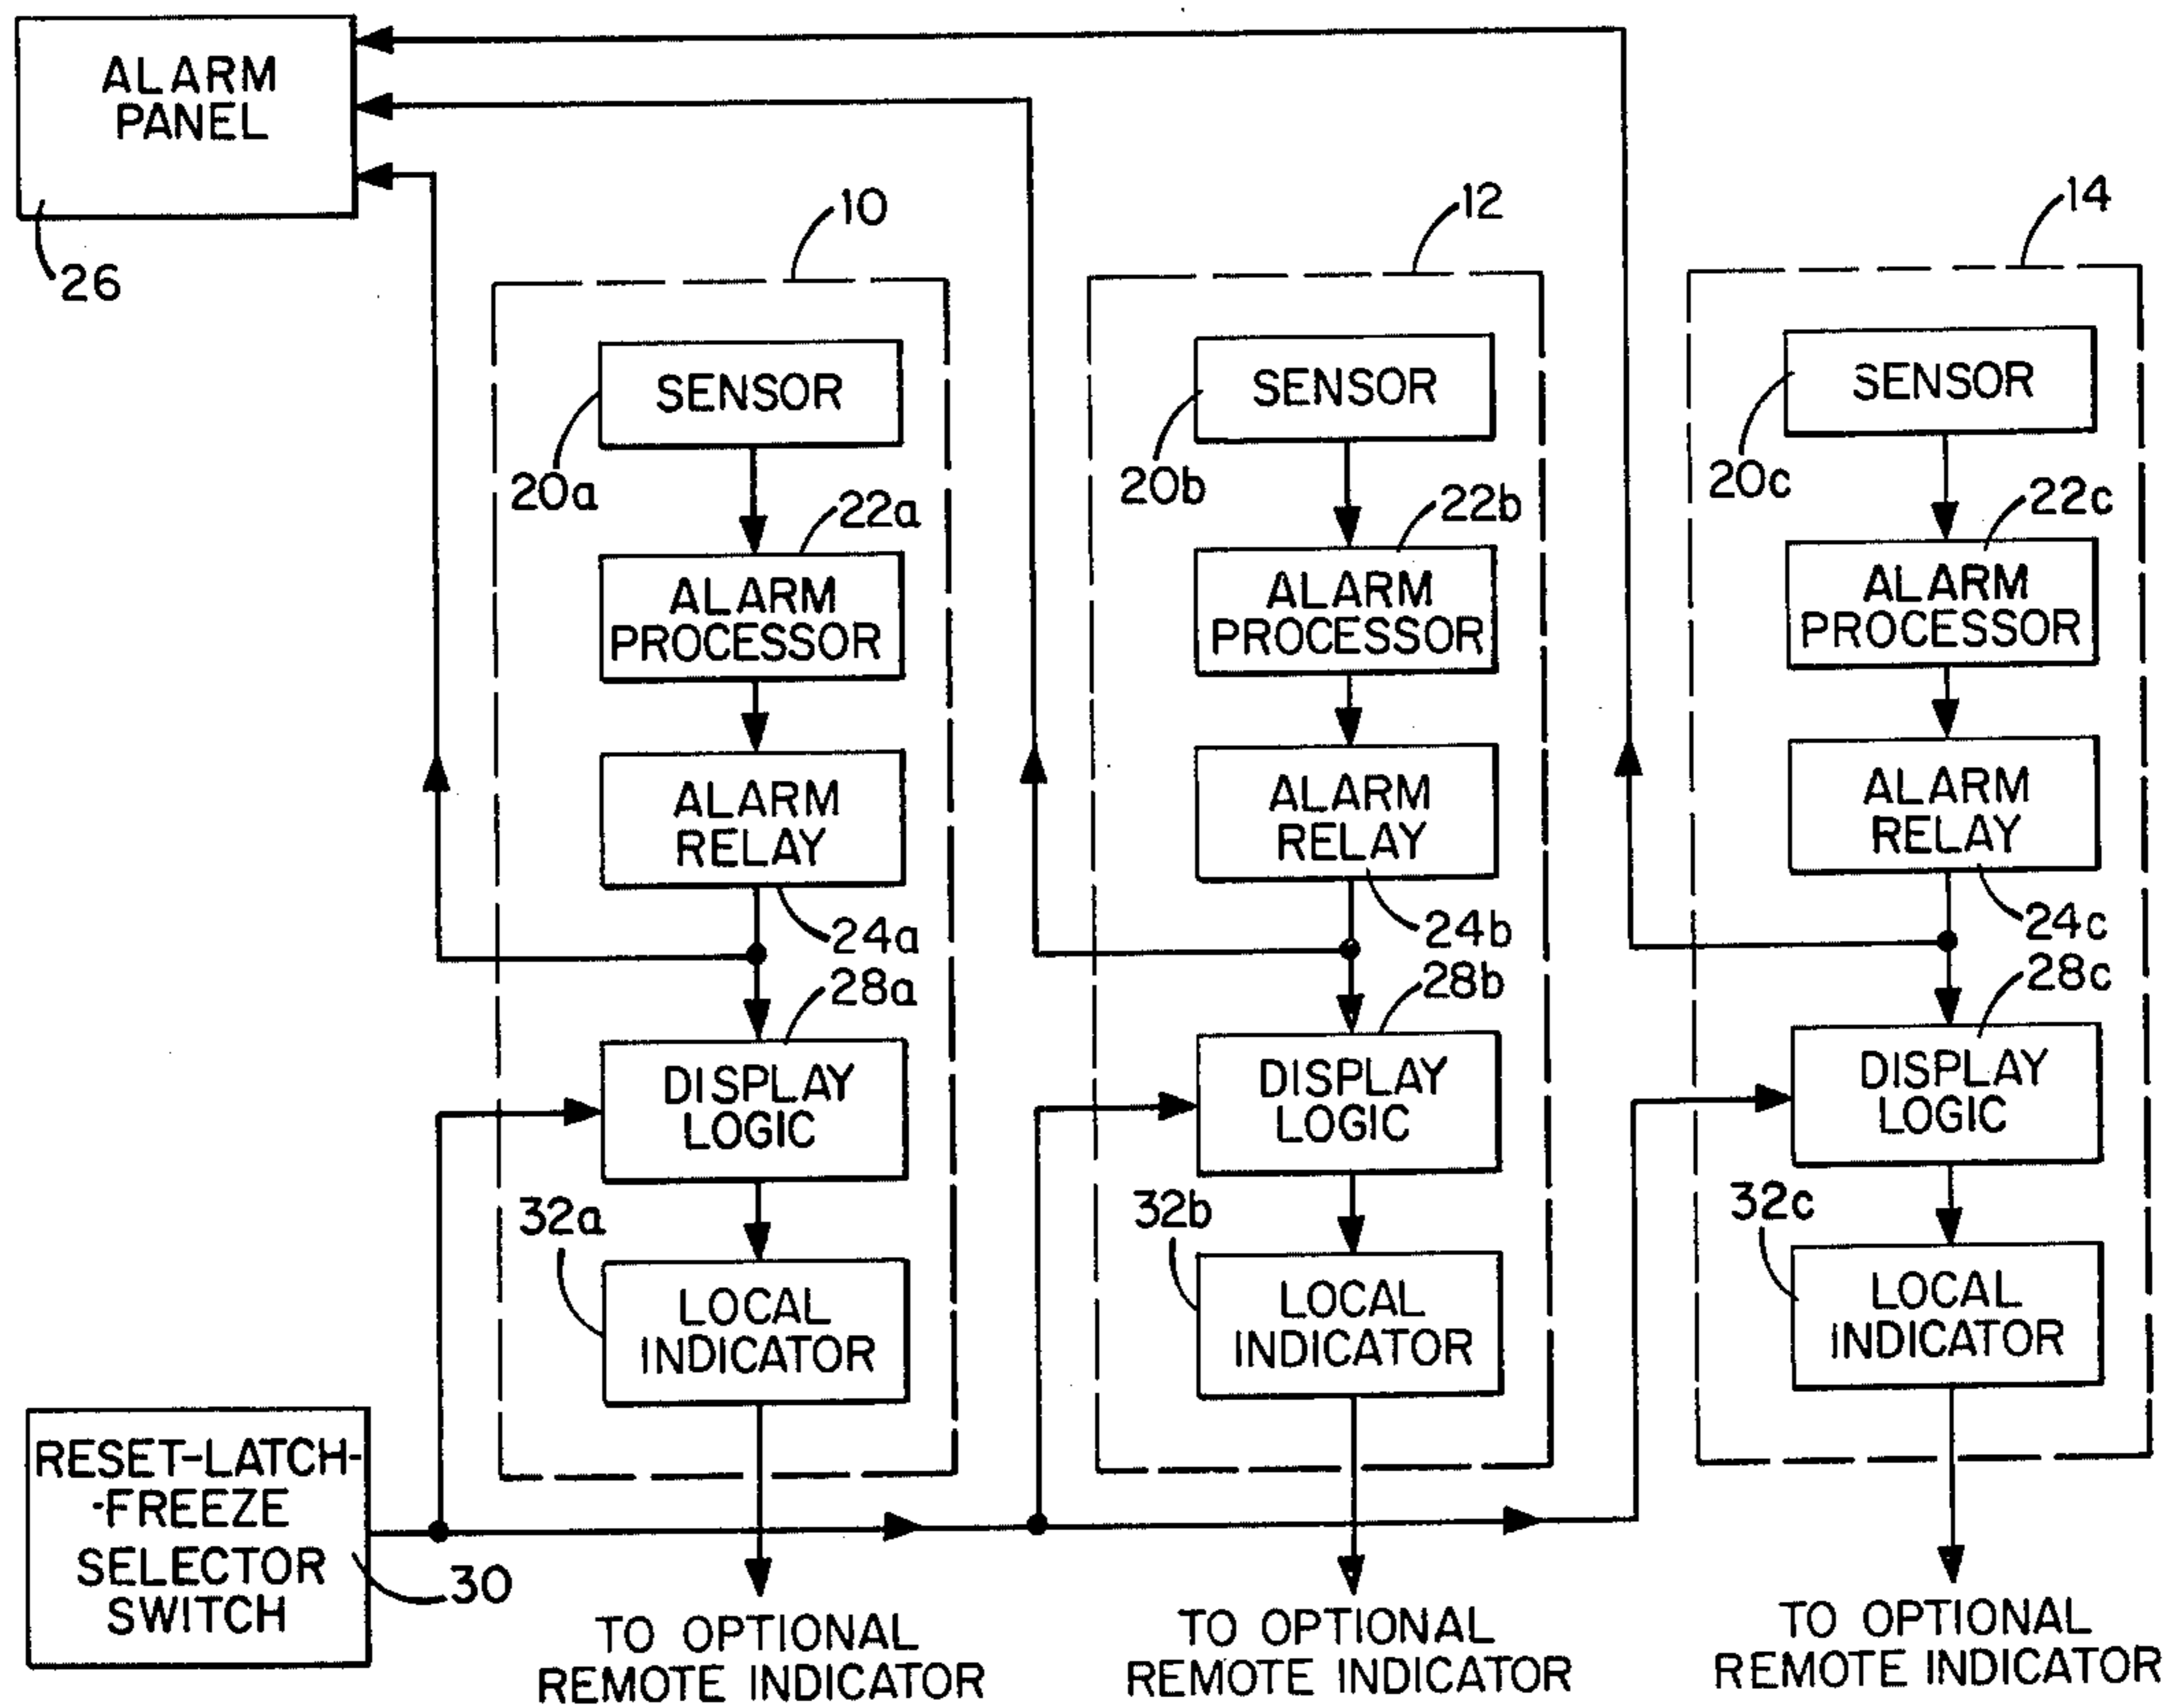 ALARM
PANEL
26
10
12
14
SENSOR
20a
22a
ALARM
PROCESSOR
ALARM
RELAY
24a
28a
DISPLAY
LOGIC
32a
LOCAL
INDICATOR
TO OPTIONAL
REMOTE INDICATOR
SENSOR
20b
22b
ALARM
PROCESSOR
ALARM
RELAY
24b
28b
DISPLAY
LOGIC
32b
LOCAL
INDICATOR
TO OPTIONAL
REMOTE INDICATOR
SENSOR
20c
22c
ALARM
PROCESSOR
ALARM
RELAY
24c
28c
DISPLAY
LOGIC
32c
LOCAL
INDICATOR
TO OPTIONAL
REMOTE INDICATOR
RESET-LATCH-
-FREEZE
SELECTOR
SWITCH
30